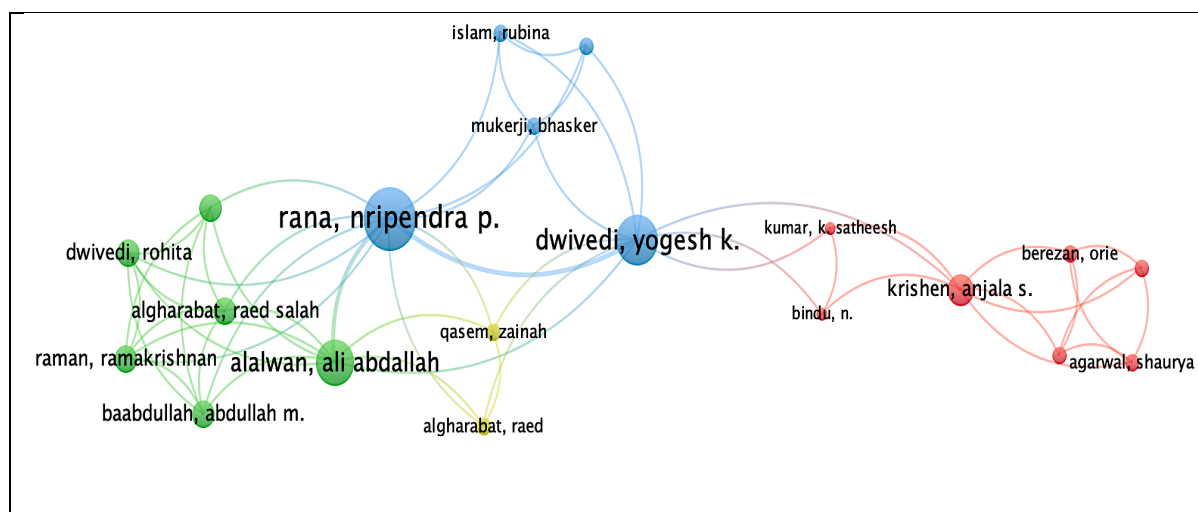 islam, rubina
mukerji, bhasker
rana, nripendra p.
dwivedi, yogesh k.
kumar, k. satheesh
dwivedi, rohita
berezan, orie
krishen, anjala s.
algharabat, raed salah
bindu, n.
qasem, zainah
raman, ramakrishnan
alalwan, ali abdallah
agarwal, shaurya
baabdullah, abdullah m.
algharabat, raed